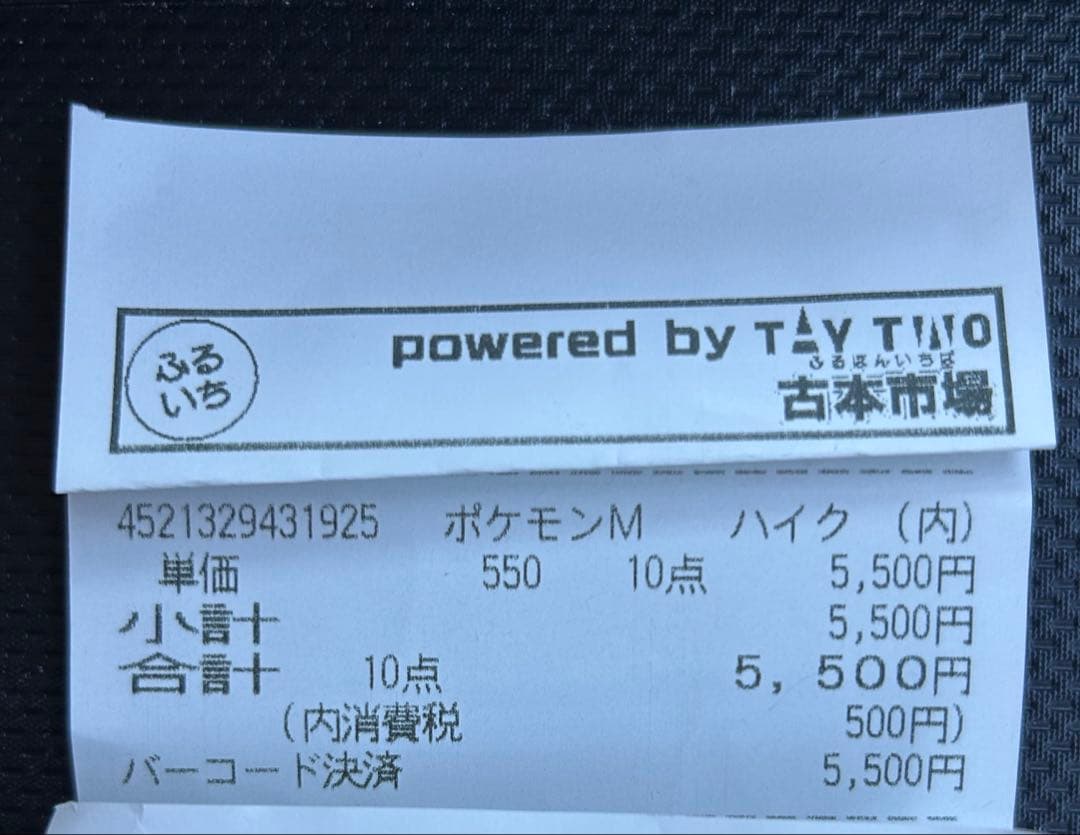 ふる
いち
powered by TAY TWO
ふるほんいちば
古本市場
4521329431925 ポケモンM ハイク (内)
単価 550 10点 5,500円
小計 5,500円
合計 10点 5,500円
(内消費税 500円)
バーコード決済 5,500円